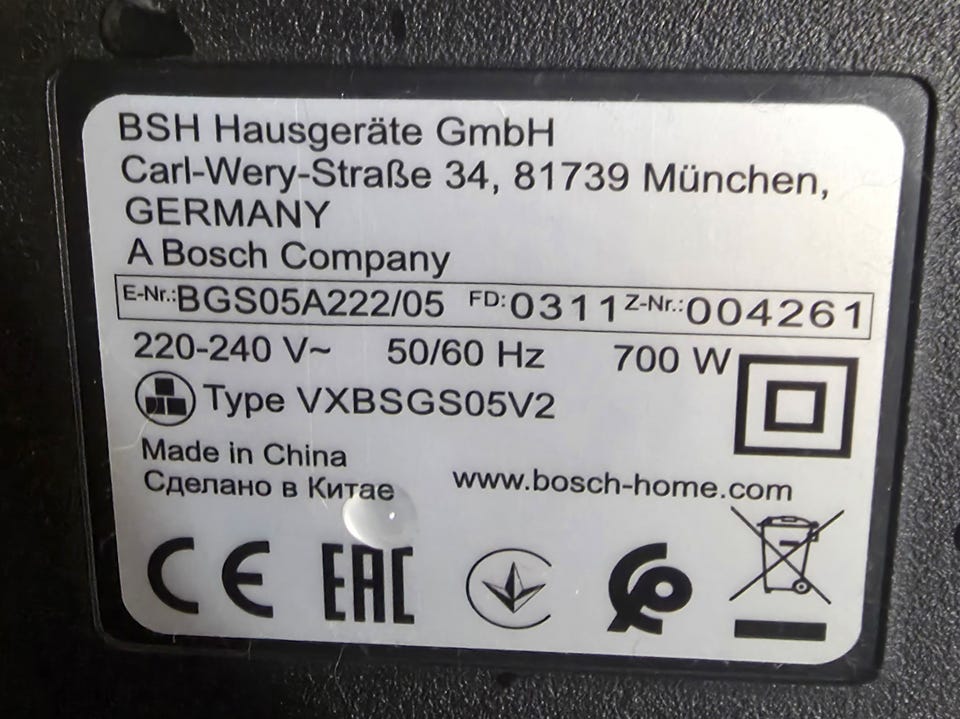 BSH Hausgeräte GmbH
Carl-Wery-Straße 34, 81739 München,
GERMANY
A Bosch Company
E-Nr.:BGS05A222/05 FD:0311 Z-Nr.:004261
220-240 V~ 50/60 Hz 700 W
Type VXBSGS05V2
Made in China
Сделано в Китае www.bosch-home.com
CE EAC